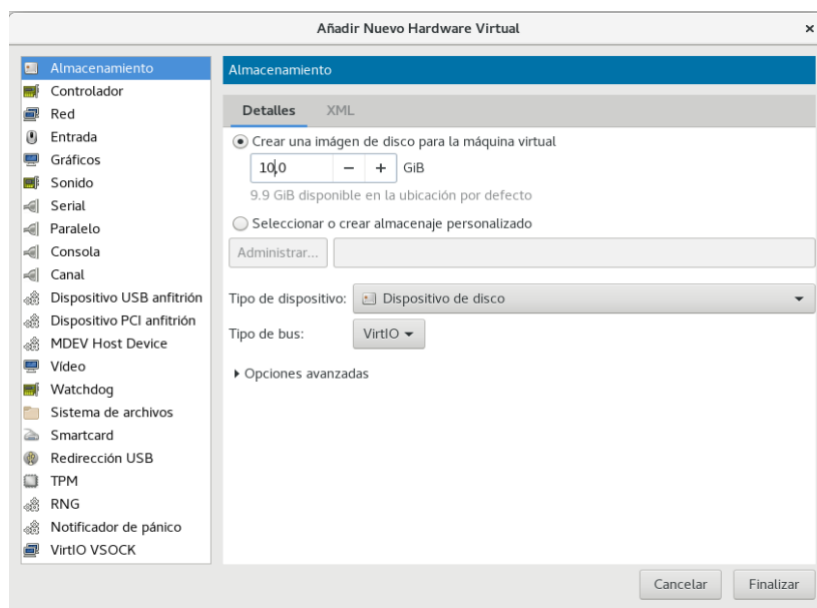 Añadir Nuevo Hardware Virtual
×
Almacenamiento
Controlador
Red
Entrada
Gráficos
Sonido
Serial
Paralelo
Consola
Canal
Dispositivo USB anfitrión
Dispositivo PCI anfitrión
MDEV Host Device
Vídeo
Watchdog
Sistema de archivos
Smartcard
Redirección USB
TPM
RNG
Notificador de pánico
VirtIO VSOCK
Almacenamiento
Detalles XML
Crear una imágen de disco para la máquina virtual
10,0 − + GiB
9.9 GiB disponible en la ubicación por defecto
Seleccionar o crear almacenaje personalizado
Administrar...
Tipo de dispositivo: Dispositivo de disco
Tipo de bus: VirtIO
Opciones avanzadas
Cancelar Finalizar